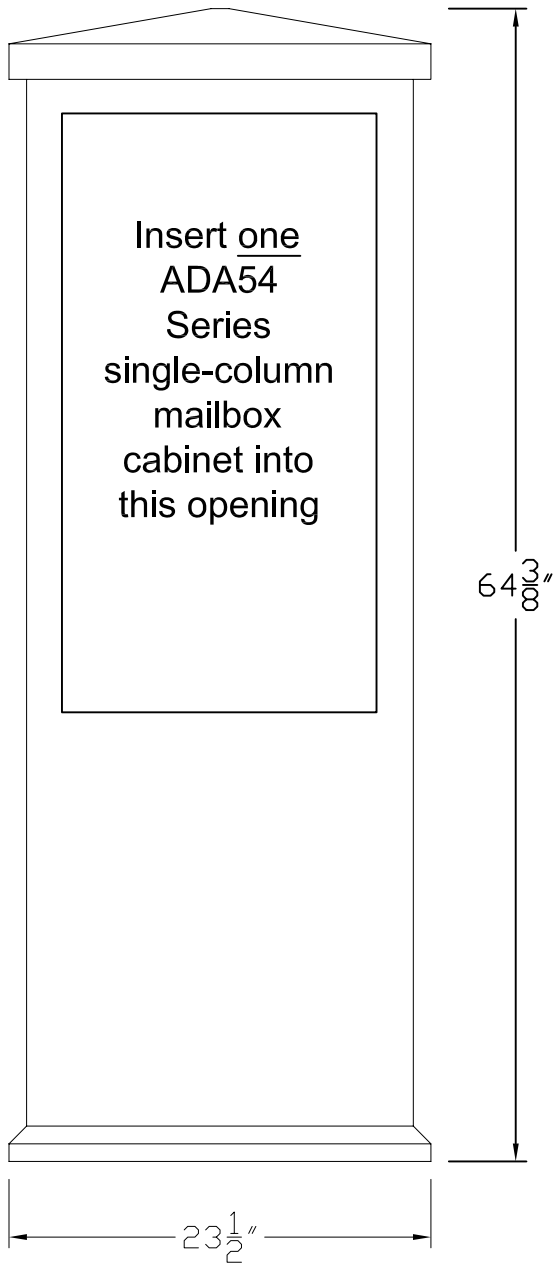 Insert one
ADA54
Series
single-column
mailbox
cabinet into
this opening
64 3/8"
23 1/2"